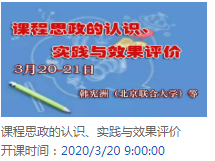 课程思政的认识、
实践与效果评价
3月20-21日
韩宪洲（北京联合大学）等
课程思政的认识、实践与效果评价
开课时间：2020/3/20 9:00:00